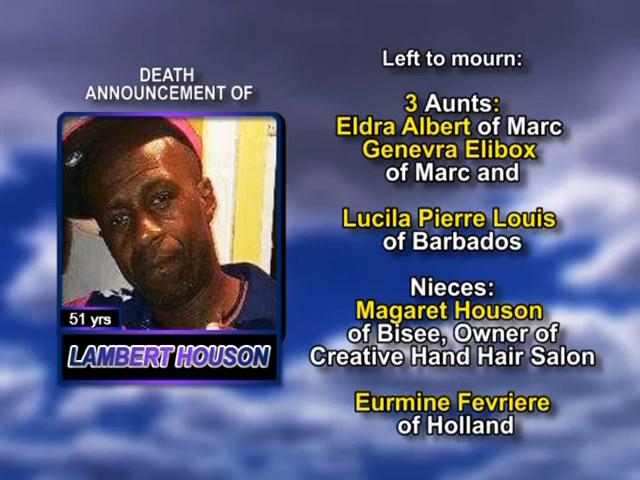 DEATH
ANNOUNCEMENT OF
51 yrs
LAMBERT HOUSON
Left to mourn:
3 Aunts:
Eldra Albert of Marc
Genevra Elibox
of Marc and
Lucila Pierre Louis
of Barbados
Nieces:
Magaret Houson
of Bisee, Owner of
Creative Hand Hair Salon
Eurmine Fevriere
of Holland